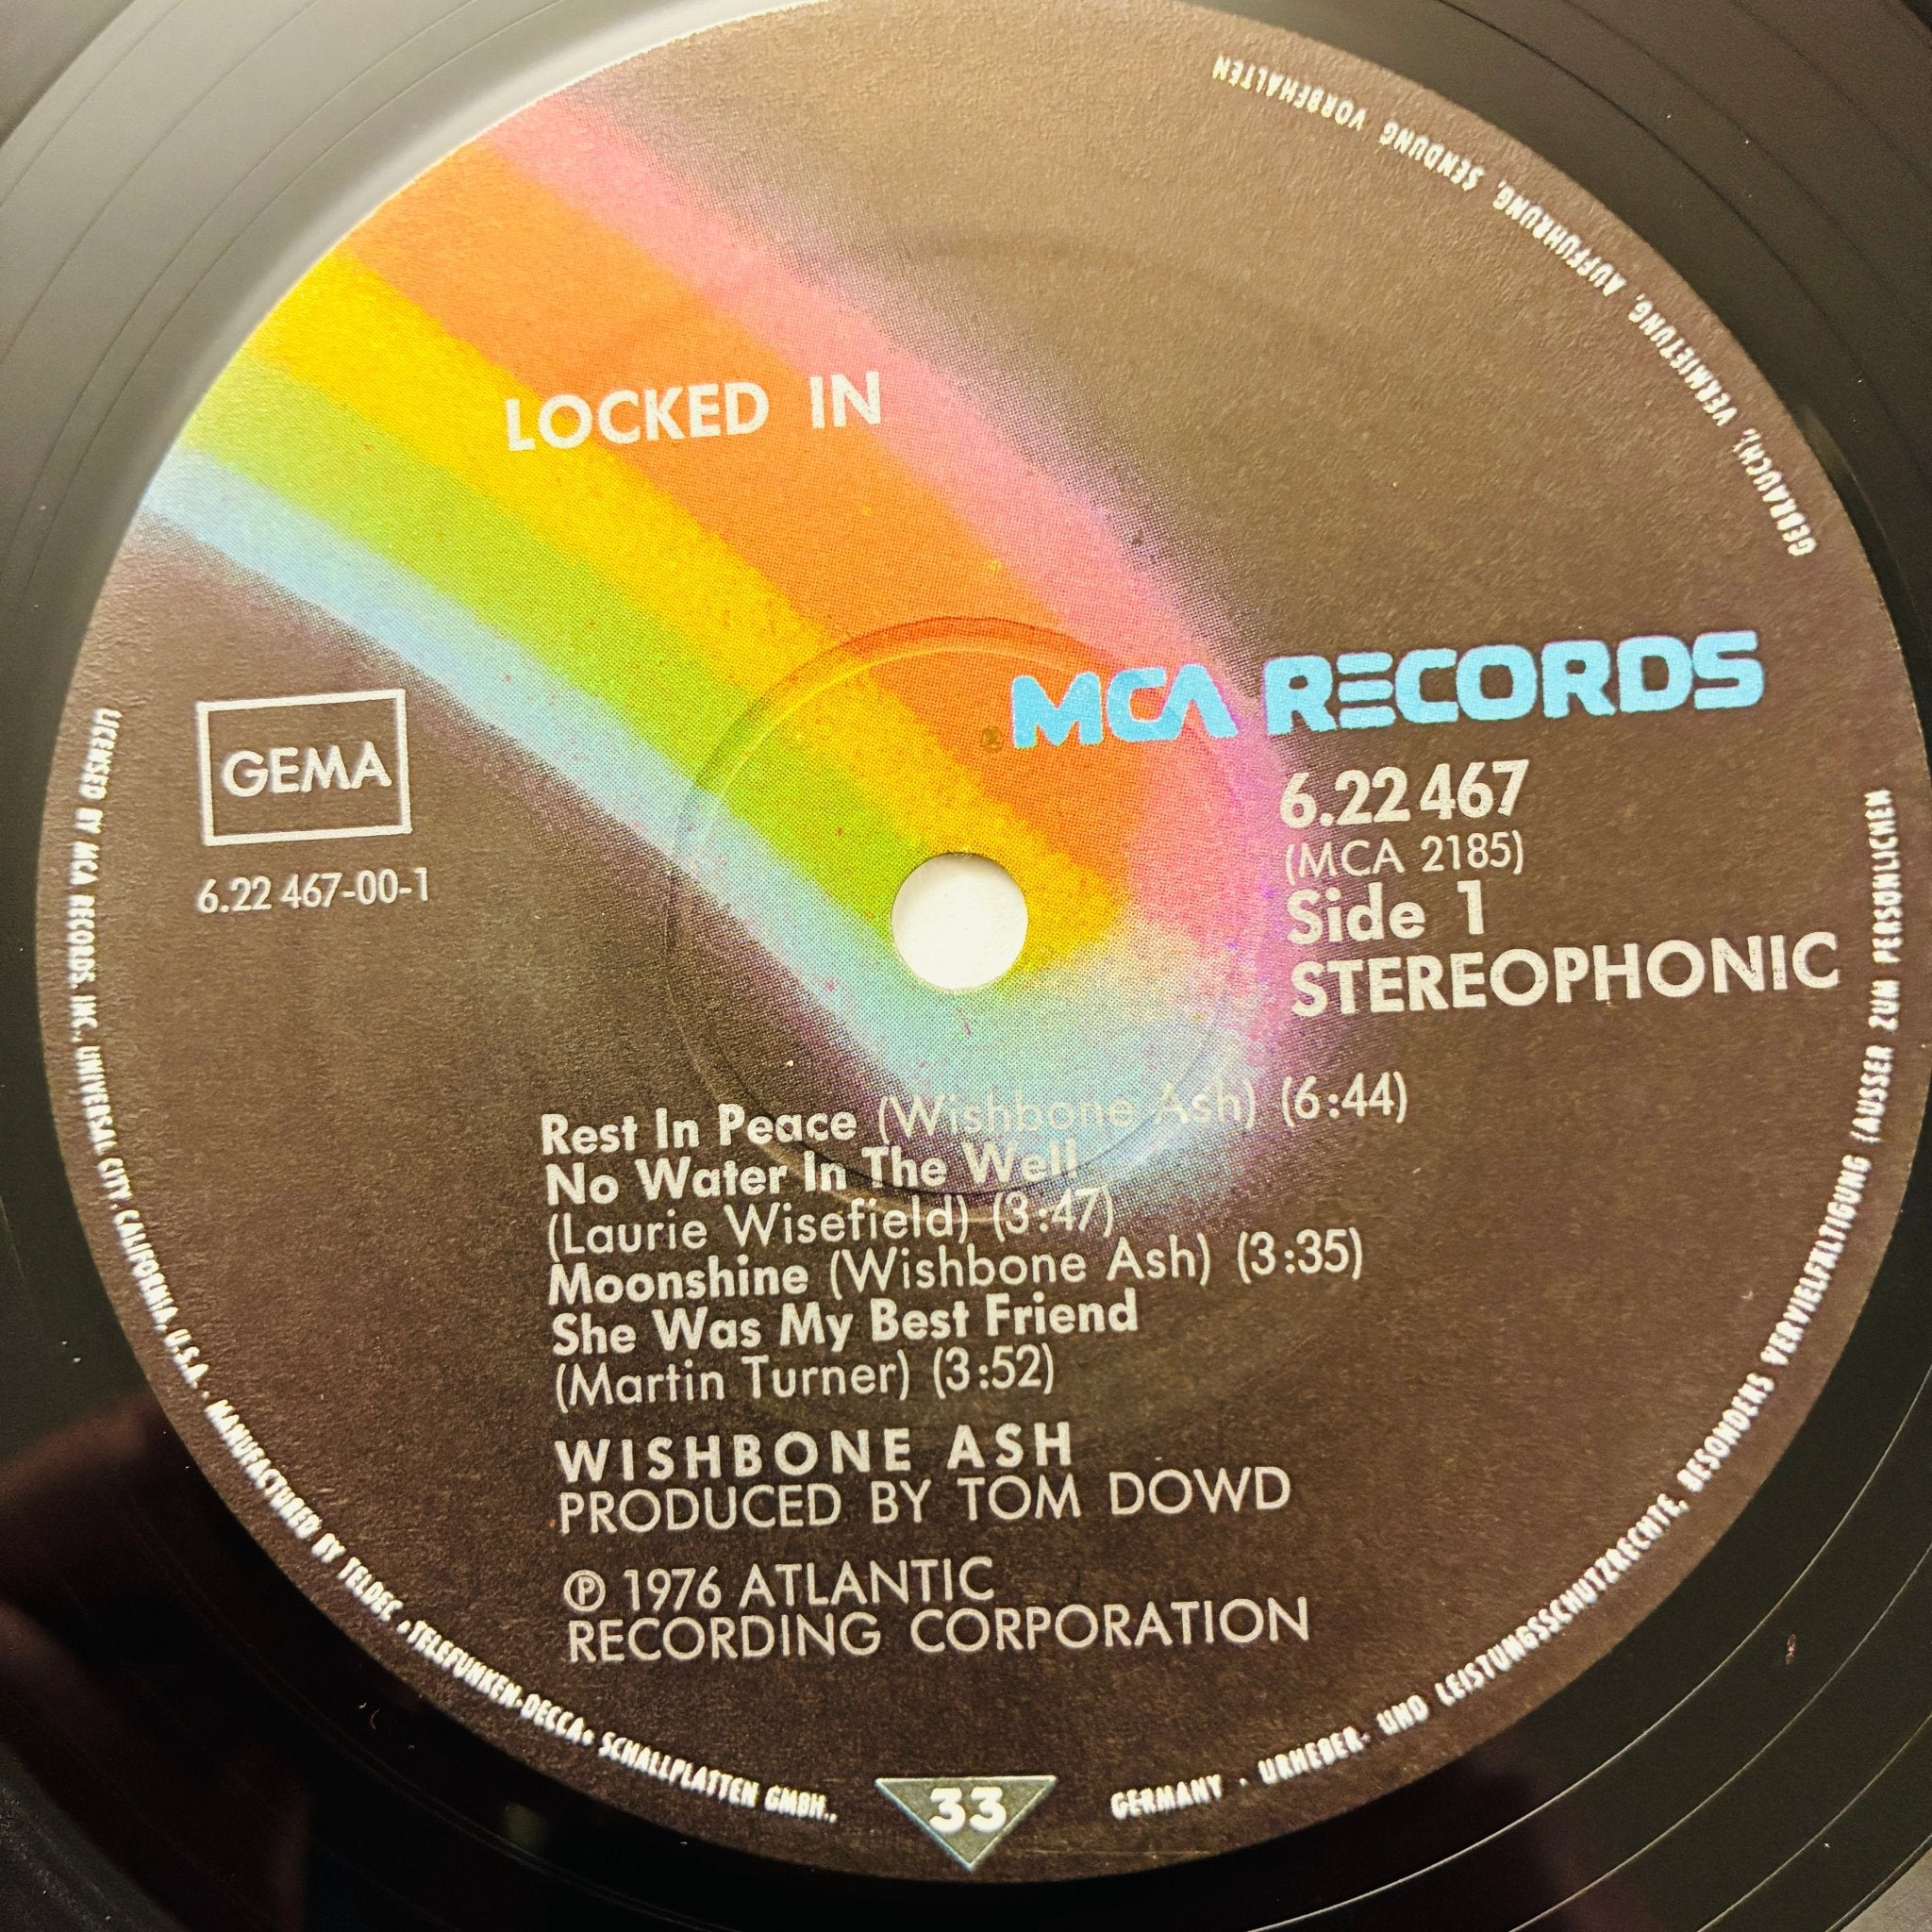 LOCKED IN
MCA RECORDS
GEMA
6.22 467-00-1
6.22 467
(MCA 2185)
Side 1
STEREOPHONIC
Rest In Peace (Wishbone Ash) (6:44)
No Water In The Well
(Laurie Wisefield) (3:47)
Moonshine (Wishbone Ash) (3:35)
She Was My Best Friend
(Martin Turner) (3:52)
WISHBONE ASH
PRODUCED BY TOM DOWD
℗ 1976 ATLANTIC
RECORDING CORPORATION
33
LICENSED BY MCA RECORDS, INC. UNIVERSAL CITY, CALIFORNIA, U.S.A. · MANUFACTURED BY TELDEC „TELEFUNKEN-DECCA“ SCHALLPLATTEN GMBH.,
GERMANY · URHEBER- UND LEISTUNGSSCHUTZRECHTE, BESONDERS VERVIELFÄLTIGUNG (AUSSER ZUM PERSÖNLICHEN
GEBRAUCH), VERMIETUNG, AUFFÜHRUNG, SENDUNG VORBEHALTEN